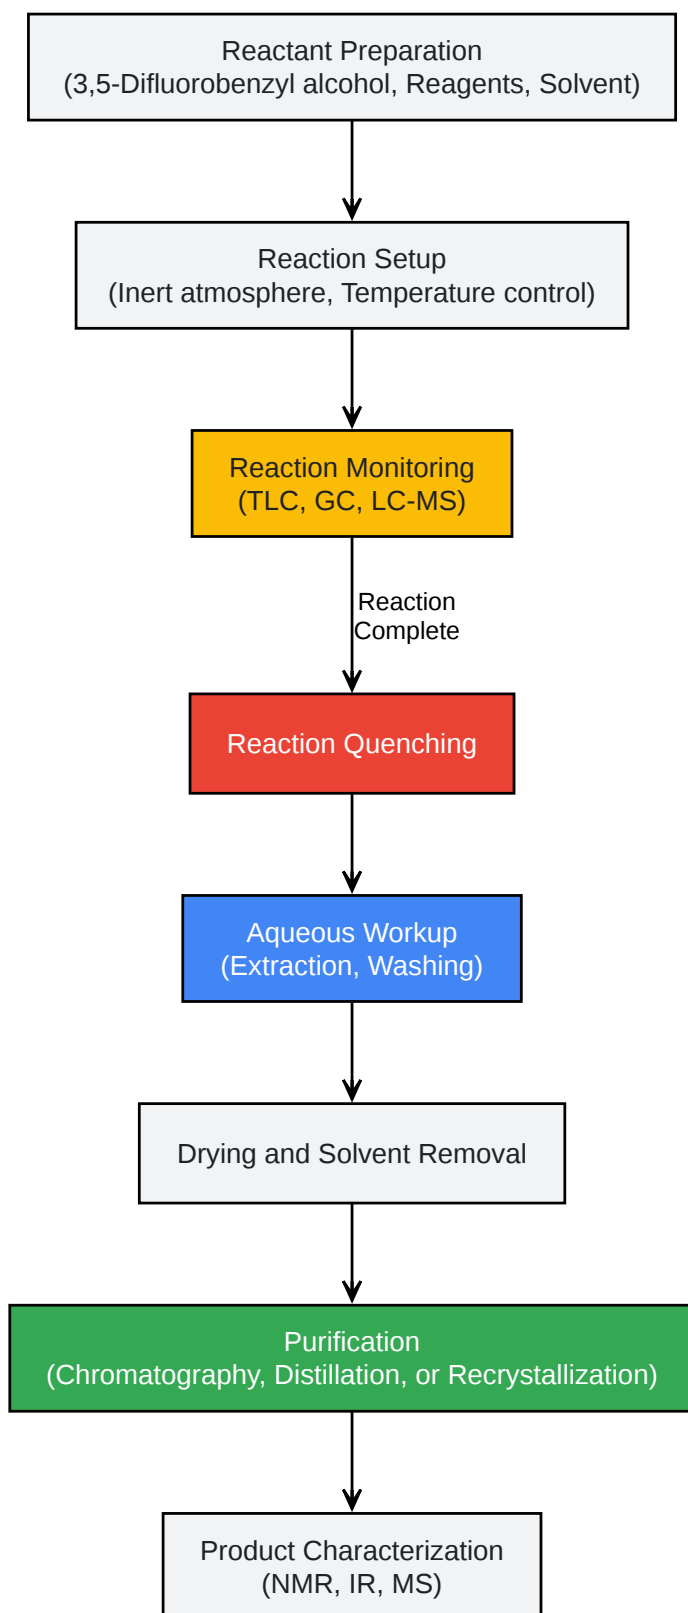 Reactant Preparation
(3,5-Difluorobenzyl alcohol, Reagents, Solvent)
Reaction Setup
(Inert atmosphere, Temperature control)
Reaction Monitoring
(TLC, GC, LC-MS)
Reaction
Complete
Reaction Quenching
Aqueous Workup
(Extraction, Washing)
Drying and Solvent Removal
Purification
(Chromatography, Distillation, or Recrystallization)
Product Characterization
(NMR, IR, MS)